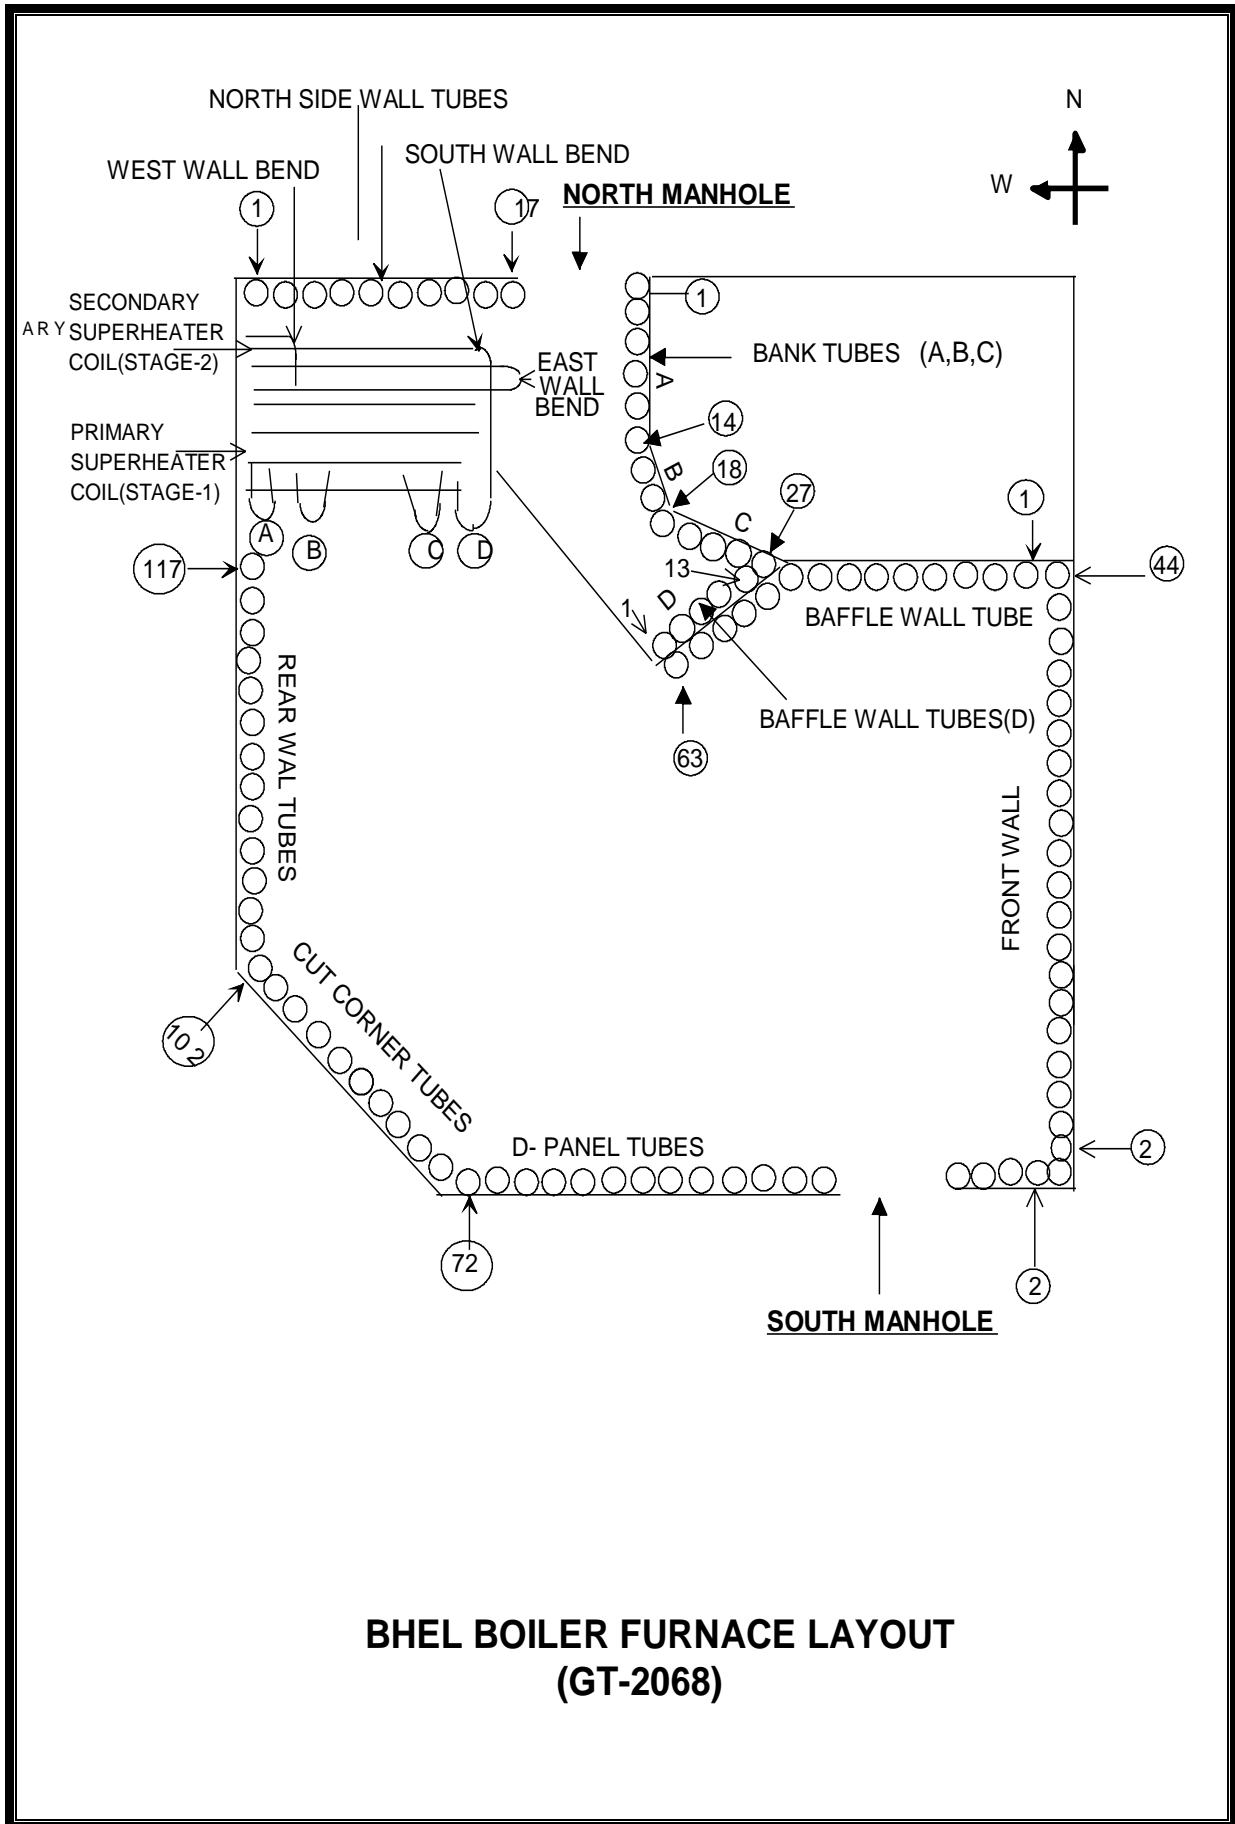 NORTH SIDE WALL TUBES
N
WEST WALL BEND
SOUTH WALL BEND
W
NORTH MANHOLE
1
17
SECONDARY
ARY SUPERHEATER
COIL(STAGE-2)
1
EAST
WALL
BEND
BANK TUBES (A,B,C)
A
PRIMARY
SUPERHEATER
COIL(STAGE-1)
14
B
18
27
1
C
A
B
C
D
117
13
44
D
1
BAFFLE WALL TUBE
REAR WAL TUBES
BAFFLE WALL TUBES(D)
63
FRONT WALL
CUT CORNER TUBES
10 2
D- PANEL TUBES
2
72
2
SOUTH MANHOLE
BHEL BOILER FURNACE LAYOUT
(GT-2068)